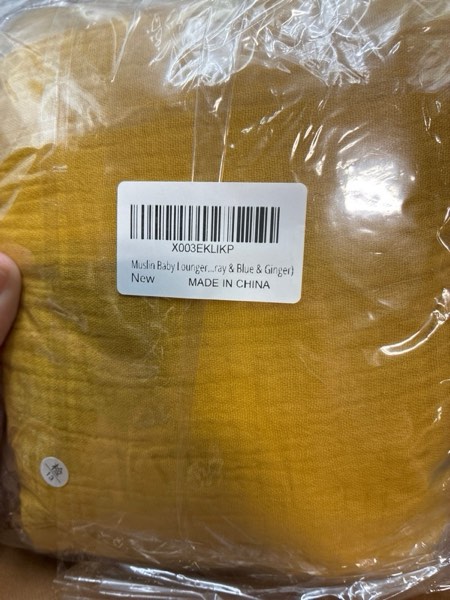 X003EKLIKP
Muslin Baby Lounger...ray & Blue & Ginger)
New MADE IN CHINA